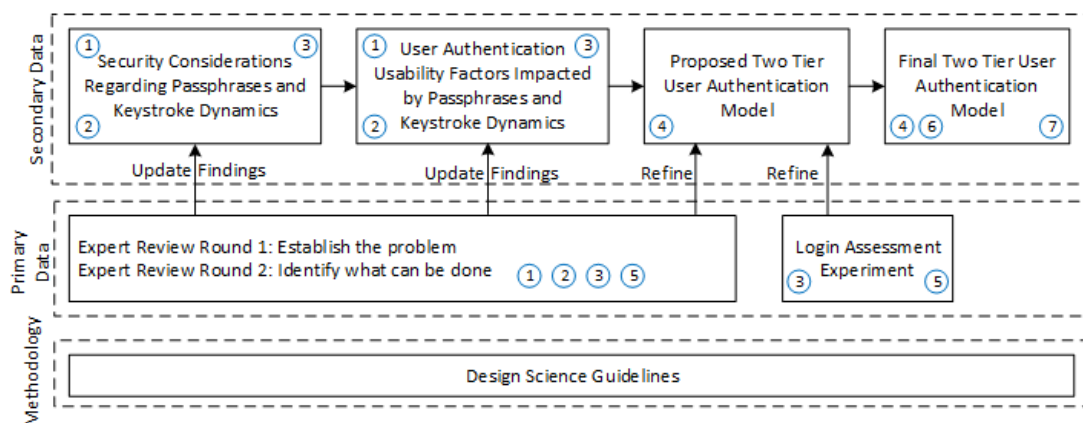 Secondary Data
1
3
Security Considerations
Regarding Passphrases and
Keystroke Dynamics
2
1
3
User Authentication
Usability Factors Impacted
by Passphrases and
Keystroke Dynamics
2
Proposed Two Tier
User Authentication
Model
4
Final Two Tier User
Authentication
Model
4 6 7
Update Findings
Update Findings
Refine
Refine
Primary
Data
Expert Review Round 1: Establish the problem
Expert Review Round 2: Identify what can be done
1 2 3 5
Login Assessment
Experiment
3 5
Methodology
Design Science Guidelines